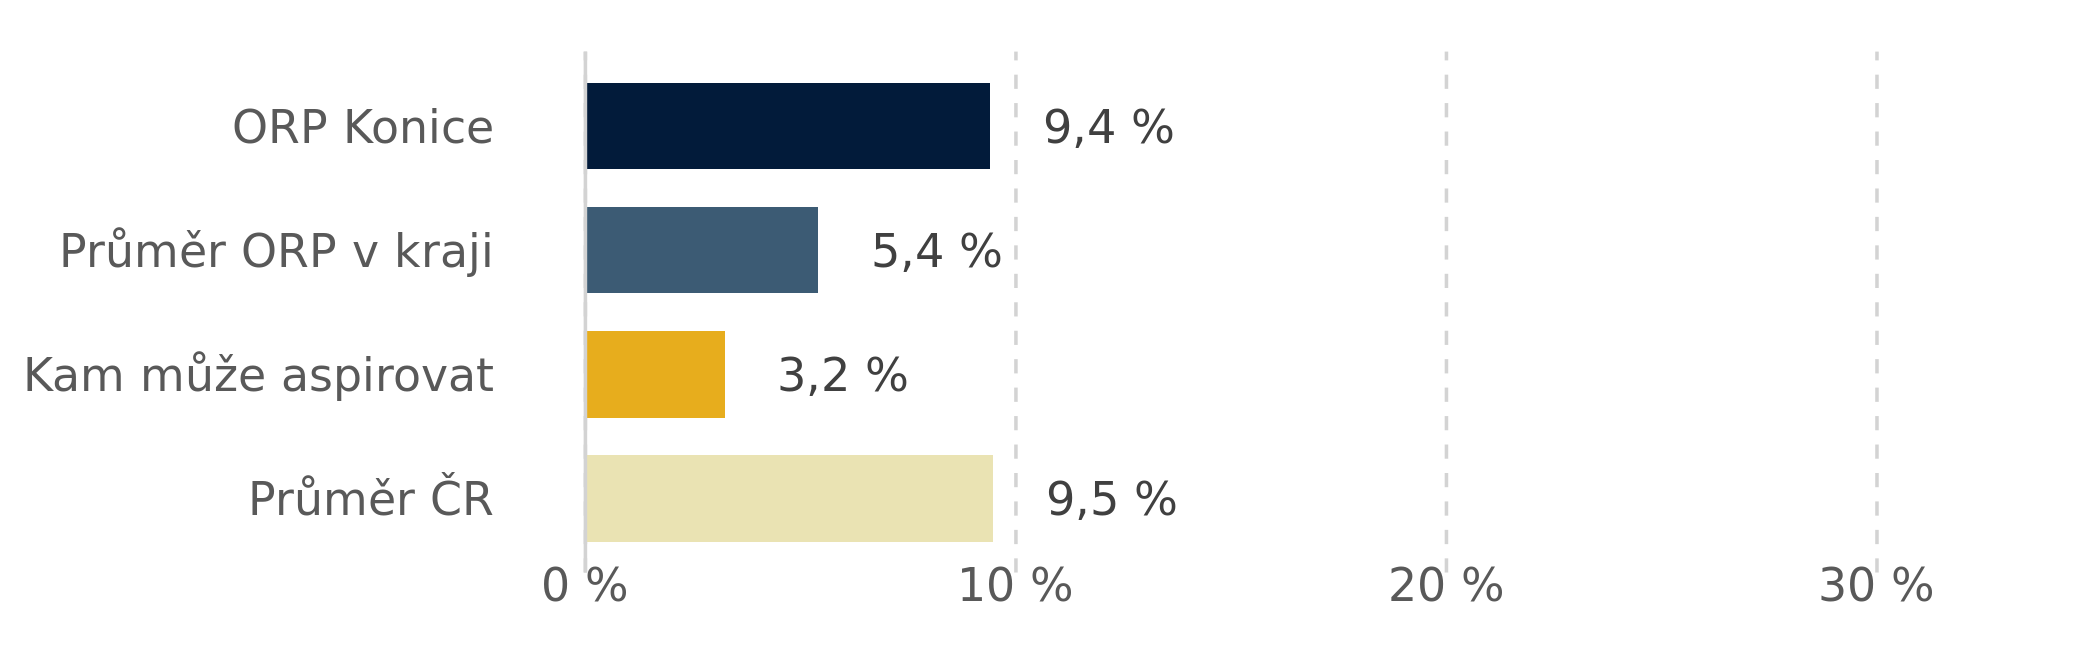 ORP Konice 9,4 %
Průměr ORP v kraji 5,4 %
Kam může aspirovat 3,2 %
Průměr ČR 9,5 %
0 % 10 % 20 % 30 %